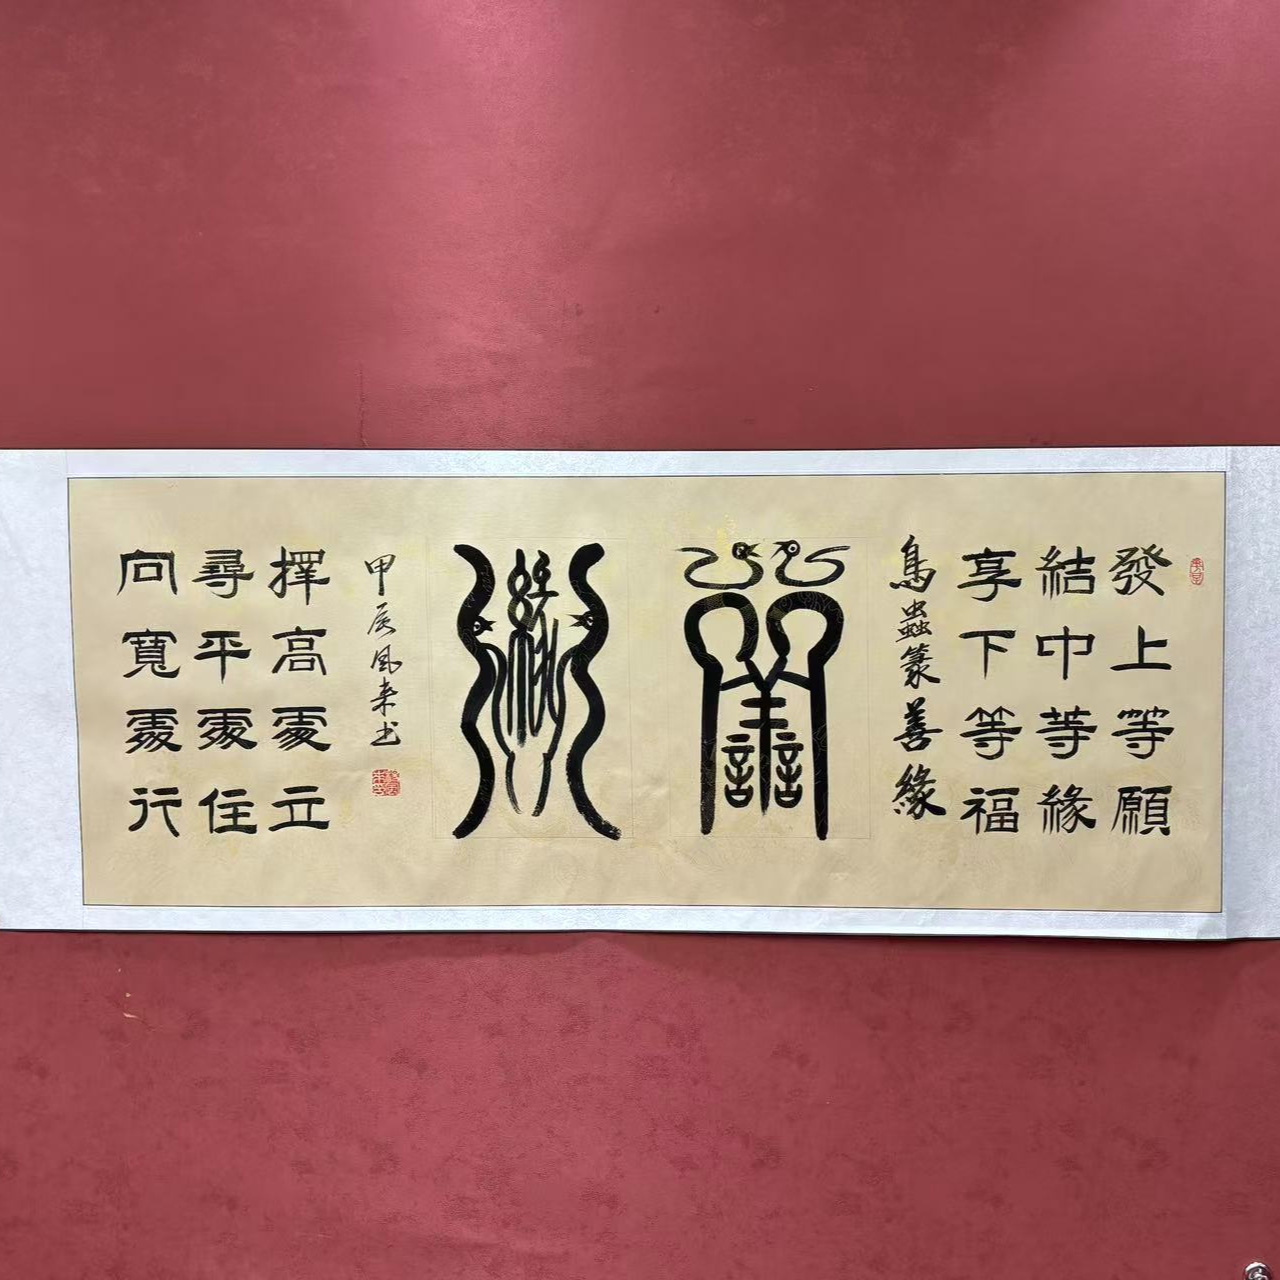 發上等願
結中等緣
享下等福
鳥蟲篆善緣
善
緣
甲辰風來书
擇高處立
尋平處住
向寬處行